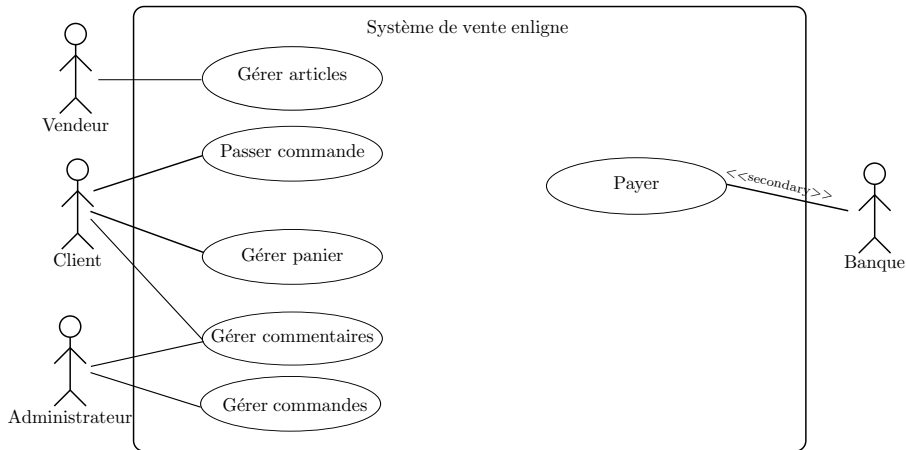 Système de vente enligne
Vendeur
Gérer articles
Passer commande
Client
Gérer panier
Gérer commentaires
Administrateur
Gérer commandes
Payer
<<secondary>>
Banque